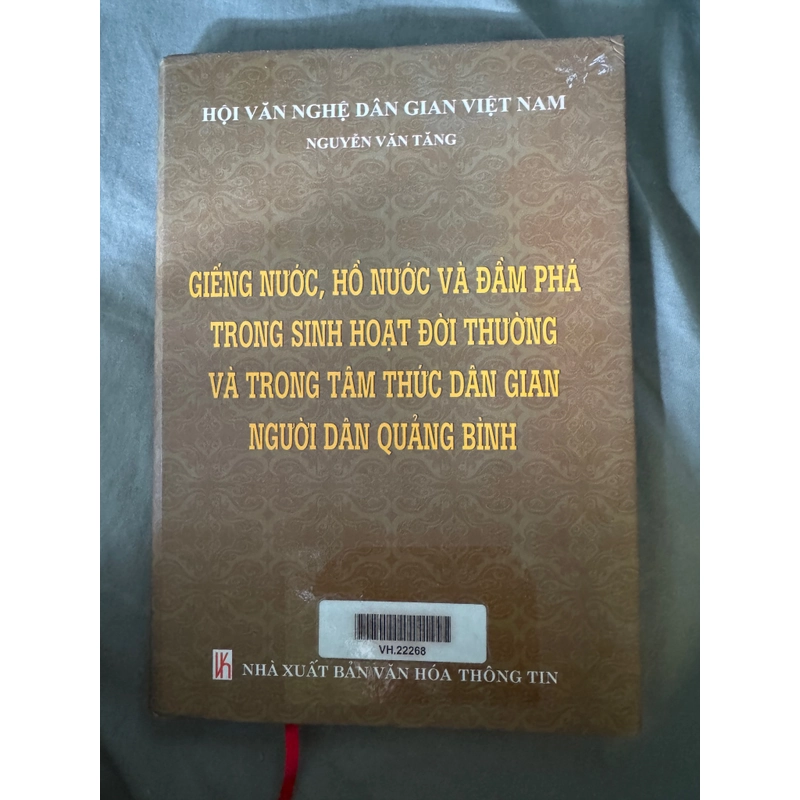 HỘI VĂN NGHỆ DÂN GIAN VIỆT NAM
NGUYỄN VĂN TĂNG
GIẾNG NƯỚC, HỒ NƯỚC VÀ ĐẦM PHÁ
TRONG SINH HOẠT ĐỜI THƯỜNG
VÀ TRONG TÂM THỨC DÂN GIAN
NGƯỜI DÂN QUẢNG BÌNH
VH.22268
NHÀ XUẤT BẢN VĂN HÓA THÔNG TIN